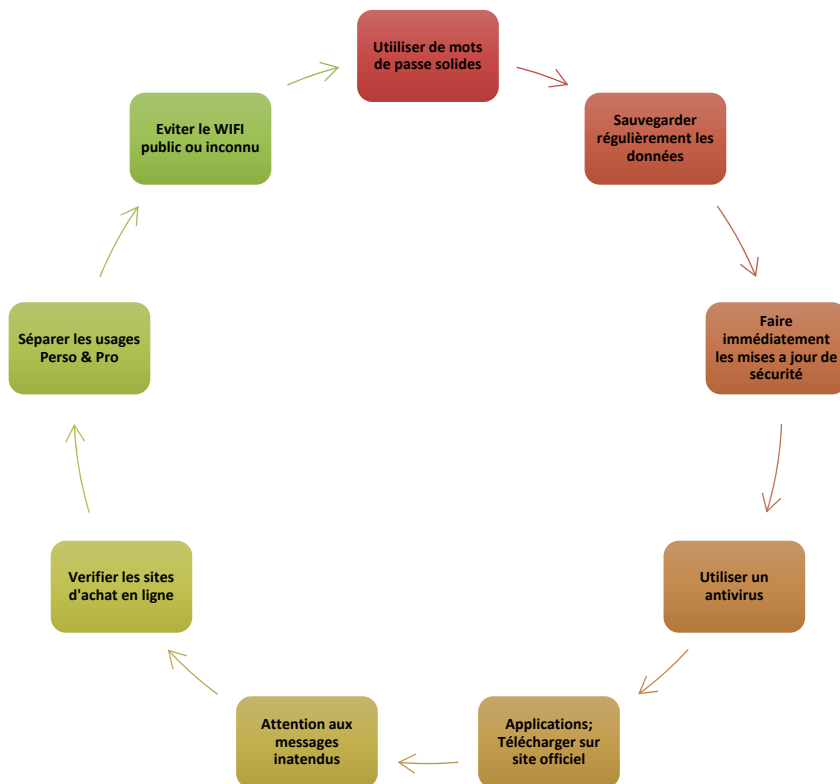 Utiiliser de mots
de passe solides
Sauvegarder
régulièrement les
données
Faire
immédiatement
les mises a jour de
sécurité
Utiliser un
antivirus
Applications;
Télécharger sur
site officiel
Attention aux
messages
inatendus
Verifier les sites
d'achat en ligne
Séparer les usages
Perso & Pro
Eviter le WIFI
public ou inconnu